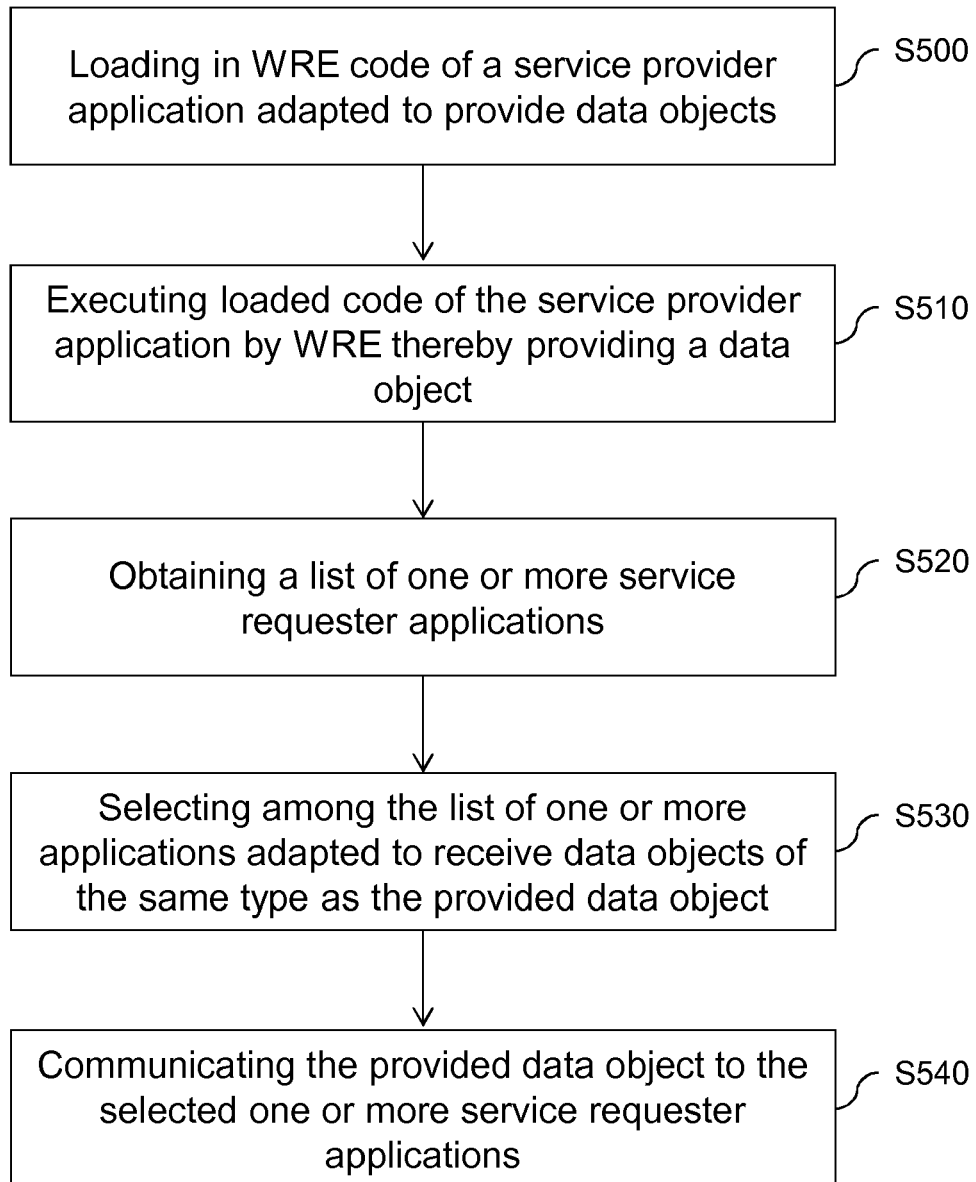 Loading in WRE code of a service provider
application adapted to provide data objects
S500
Executing loaded code of the service provider
application by WRE thereby providing a data
object
S510
Obtaining a list of one or more service
requester applications
S520
Selecting among the list of one or more
applications adapted to receive data objects of
the same type as the provided data object
S530
Communicating the provided data object to the
selected one or more service requester
applications
S540